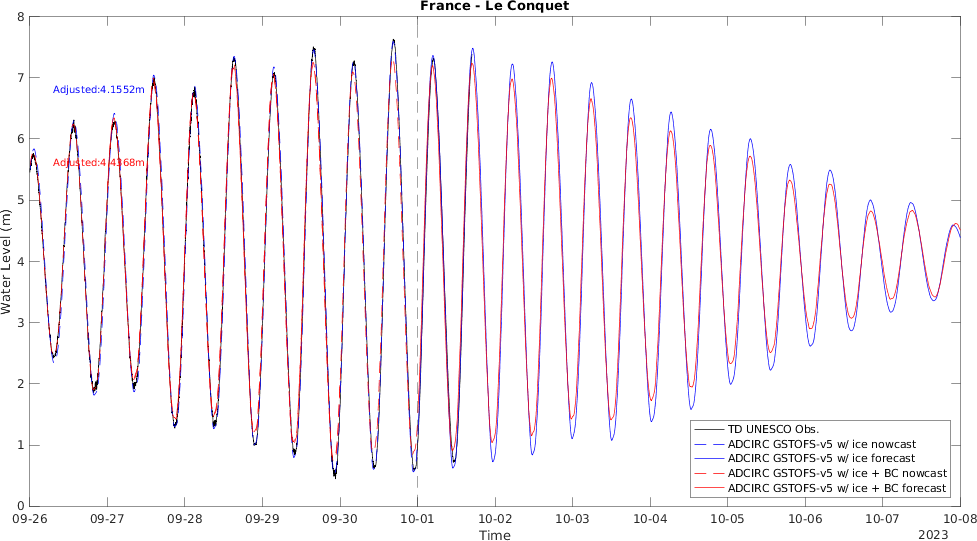 France - Le Conquet
8
7
6
5
4
3
2
1
0
Water Level (m)
Adjusted:4.1552m
Adjusted:4.4368m
TD UNESCO Obs.
ADCIRC GSTOFS-v5 w/ ice nowcast
ADCIRC GSTOFS-v5 w/ ice forecast
ADCIRC GSTOFS-v5 w/ ice + BC nowcast
ADCIRC GSTOFS-v5 w/ ice + BC forecast
09-26 09-27 09-28 09-29 09-30 10-01 10-02 10-03 10-04 10-05 10-06 10-07 10-08
Time
2023